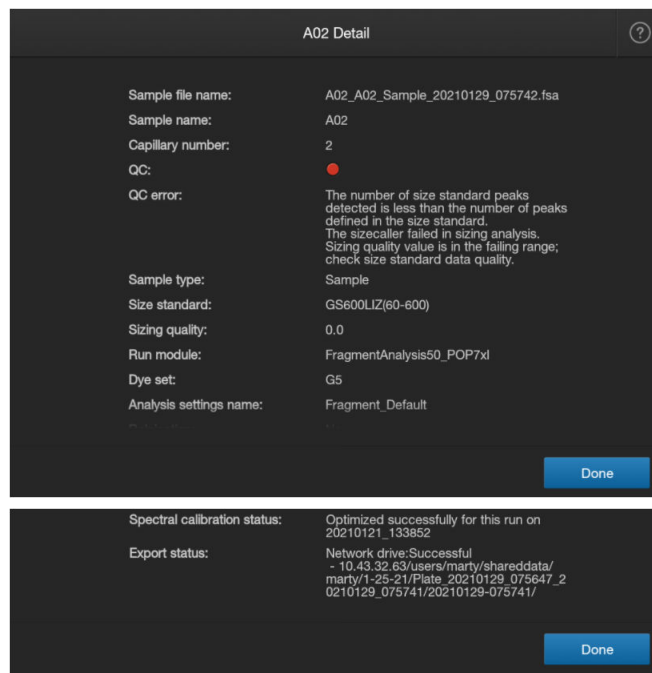 A02 Detail
?
Sample file name: A02_A02_Sample_20210129_075742.fsa
Sample name: A02
Capillary number: 2
QC:
QC error: The number of size standard peaks
detected is less than the number of peaks
defined in the size standard.
The sizecaller failed in sizing analysis.
Sizing quality value is in the failing range;
check size standard data quality.
Sample type: Sample
Size standard: GS600LIZ(60-600)
Sizing quality: 0.0
Run module: FragmentAnalysis50_POP7xl
Dye set: G5
Analysis settings name: Fragment_Default
Done
Spectral calibration status: Optimized successfully for this run on
20210121_133852
Export status: Network drive:Successful
- 10.43.32.63/users/marty/shareddata/
marty/1-25-21/Plate_20210129_075647_2
0210129_075741/20210129-075741/
Done